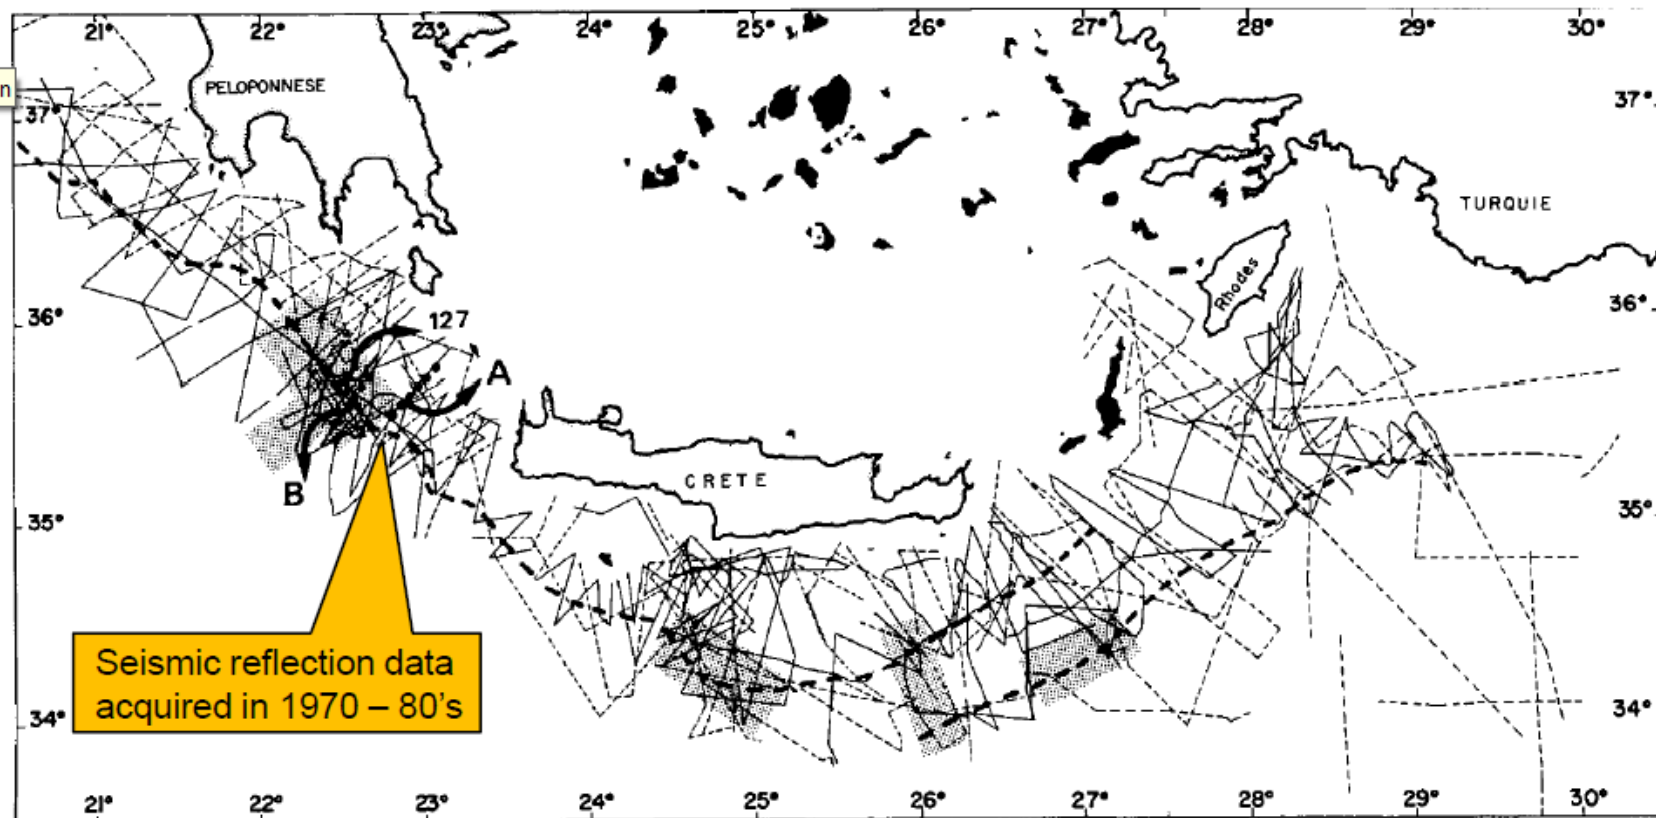 21° 22° 23° 24° 25° 26° 27° 28° 29° 30°
n
PELOPONNESE
37° 37°
TURQUIE
Rhodes
36° 36°
127
A
CRETE
B
35° 35°
Seismic reflection data
acquired in 1970 – 80’s
34° 34°
21° 22° 23° 24° 25° 26° 27° 28° 29° 30°